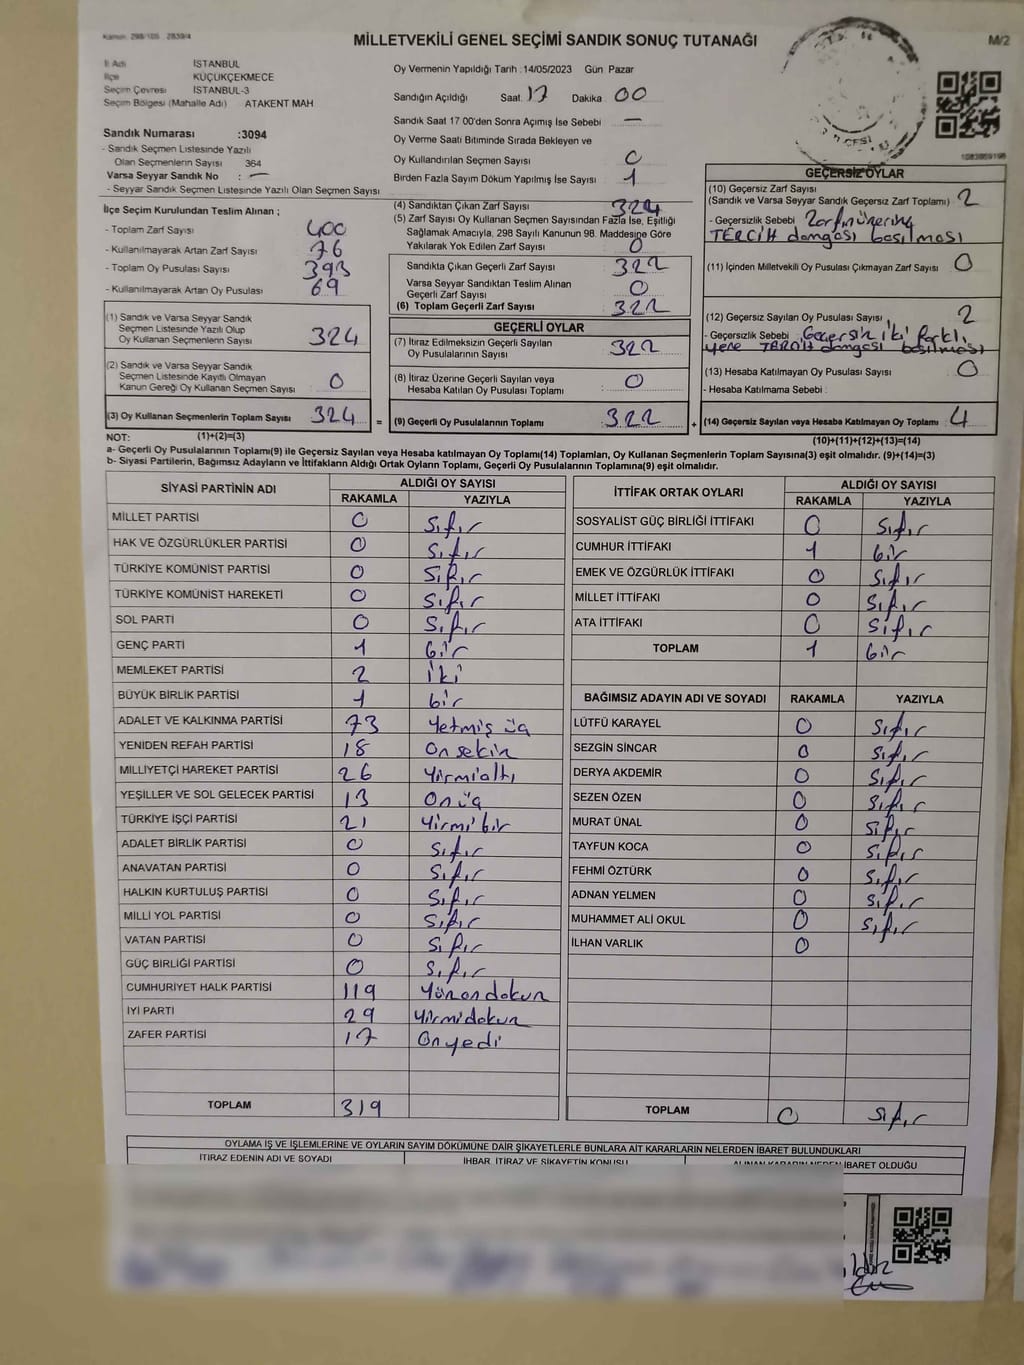 Kanun: 298/105 2839/4
MİLLETVEKİLİ GENEL SEÇİMİ SANDIK SONUÇ TUTANAĞI
M/2
İl Adı İSTANBUL
İlçe KÜÇÜKÇEKMECE
Seçim Çevresi İSTANBUL-3
Seçim Bölgesi (Mahalle Adı) ATAKENT MAH
Sandık Numarası :3094
- Sandık Seçmen Listesinde Yazılı
Olan Seçmenlerin Sayısı 364
Varsa Seyyar Sandık No : —
- Seyyar Sandık Seçmen Listesinde Yazılı Olan Seçmen Sayısı
Oy Vermenin Yapıldığı Tarih :14/05/2023 Gün Pazar
Sandığın Açıldığı Saat 17 Dakika 00
Sandık Saat 17 00'den Sonra Açımış İse Sebebi —
Oy Verme Saati Bitiminde Sırada Bekleyen ve
Oy Kullandırılan Seçmen Sayısı 0
Birden Fazla Sayım Döküm Yapılmış İse Sayısı 1
İlçe Seçim Kurulundan Teslim Alınan ;
- Toplam Zarf Sayısı 400
- Kullanılmayarak Artan Zarf Sayısı 76
- Toplam Oy Pusulası Sayısı 393
- Kullanılmayarak Artan Oy Pusulası 69
(1) Sandık ve Varsa Seyyar Sandık
Seçmen Listesinde Yazılı Olup
Oy Kullanan Seçmenlerin Sayısı 324
(2) Sandık ve Varsa Seyyar Sandık
Seçmen Listesinde Kayıtlı Olmayan
Kanun Gereği Oy Kullanan Seçmen Sayısı 0
(3) Oy Kullanan Seçmenlerin Toplam Sayısı 324
(4) Sandıktan Çıkan Zarf Sayısı 324
(5) Zarf Sayısı Oy Kullanan Seçmen Sayısından Fazla İse, Eşitliği
Sağlamak Amacıyla, 298 Sayılı Kanunun 98. Maddesine Göre
Yakılarak Yok Edilen Zarf Sayısı 0
Sandıkta Çıkan Geçerli Zarf Sayısı 322
Varsa Seyyar Sandıktan Teslim Alınan
Geçerli Zarf Sayısı 0
(6) Toplam Geçerli Zarf Sayısı 322
GEÇERLİ OYLAR
(7) İtiraz Edilmeksizin Geçerli Sayılan
Oy Pusulalarının Sayısı 322
(8) İtiraz Üzerine Geçerli Sayılan veya
Hesaba Katılan Oy Pusulası Toplamı 0
= (9) Geçerli Oy Pusulalarının Toplamı 322
1083869196
GEÇERSİZ OYLAR
(10) Geçersiz Zarf Sayısı
(Sandık ve Varsa Seyyar Sandık Geçersiz Zarf Toplamı) 2
- Geçersizlik Sebebi Zarfın üzerine
TERCİH damgası basılması
(11) İçinden Milletvekili Oy Pusulası Çıkmayan Zarf Sayısı 0
(12) Geçersiz Sayılan Oy Pusulası Sayısı 2
- Geçersizlik Sebebi Geçersiz iki farklı
yere TERCİH damgası basılması
(13) Hesaba Katılmayan Oy Pusulası Sayısı 0
- Hesaba Katılmama Sebebi :
+ (14) Geçersiz Sayılan veya Hesaba Katılmayan Oy Toplamı 4
NOT: (1)+(2)=(3)
(10)+(11)+(12)+(13)=(14)
a- Geçerli Oy Pusulalarının Toplamı(9) ile Geçersiz Sayılan veya Hesaba katılmayan Oy Toplamı(14) Toplamları, Oy Kullanan Seçmenlerin Toplam Sayısına(3) eşit olmalıdır. (9)+(14)=(3)
b- Siyasi Partilerin, Bağımsız Adayların ve İttifakların Aldığı Ortak Oyların Toplamı, Geçerli Oy Pusulalarının Toplamına(9) eşit olmalıdır.
SİYASİ PARTİNİN ADI ALDIĞI OY SAYISI
RAKAMLA YAZIYLA
MİLLET PARTİSİ 0 Sıfır
HAK VE ÖZGÜRLÜKLER PARTİSİ 0 Sıfır
TÜRKİYE KOMÜNİST PARTİSİ 0 Sıfır
TÜRKİYE KOMÜNİST HAREKETİ 0 Sıfır
SOL PARTİ 0 Sıfır
GENÇ PARTİ 1 bir
MEMLEKET PARTİSİ 2 iki
BÜYÜK BİRLİK PARTİSİ 1 bir
ADALET VE KALKINMA PARTİSİ 73 Yetmiş üç
YENİDEN REFAH PARTİSİ 18 Onsekiz
MİLLİYETÇİ HAREKET PARTİSİ 26 Yirmialtı
YEŞİLLER VE SOL GELECEK PARTİSİ 13 Onüç
TÜRKİYE İŞÇİ PARTİSİ 21 Yirmibir
ADALET BİRLİK PARTİSİ 0 Sıfır
ANAVATAN PARTİSİ 0 Sıfır
HALKIN KURTULUŞ PARTİSİ 0 Sıfır
MİLLİ YOL PARTİSİ 0 Sıfır
VATAN PARTİSİ 0 Sıfır
GÜÇ BİRLİĞİ PARTİSİ 0 Sıfır
CUMHURİYET HALK PARTİSİ 119 Yüzondokuz
İYİ PARTİ 29 Yirmidokuz
ZAFER PARTİSİ 17 Onyedi
TOPLAM 319
İTTİFAK ORTAK OYLARI ALDIĞI OY SAYISI
RAKAMLA YAZIYLA
SOSYALİST GÜÇ BİRLİĞİ İTTİFAKI 0 Sıfır
CUMHUR İTTİFAKI 1 bir
EMEK VE ÖZGÜRLÜK İTTİFAKI 0 Sıfır
MİLLET İTTİFAKI 0 Sıfır
ATA İTTİFAKI 0 Sıfır
TOPLAM 1 bir
BAĞIMSIZ ADAYIN ADI VE SOYADI RAKAMLA YAZIYLA
LÜTFÜ KARAYEL 0 Sıfır
SEZGİN SİNCAR 0 Sıfır
DERYA AKDEMİR 0 Sıfır
SEZEN ÖZEN 0 Sıfır
MURAT ÜNAL 0 Sıfır
TAYFUN KOCA 0 Sıfır
FEHMİ ÖZTÜRK 0 Sıfır
ADNAN YELMEN 0 Sıfır
MUHAMMET ALİ OKUL 0 Sıfır
İLHAN VARLIK 0
TOPLAM 0 Sıfır
OYLAMA İŞ VE İŞLEMLERİNE VE OYLARIN SAYIM DÖKÜMÜNE DAİR ŞİKAYETLERLE BUNLARA AİT KARARLARIN NELERDEN İBARET BULUNDUKLARI
İTİRAZ EDENİN ADI VE SOYADI İHBAR, İTİRAZ VE ŞİKAYETİN KONUSU ALINAN KARARIN NEDEN İBARET OLDUĞU